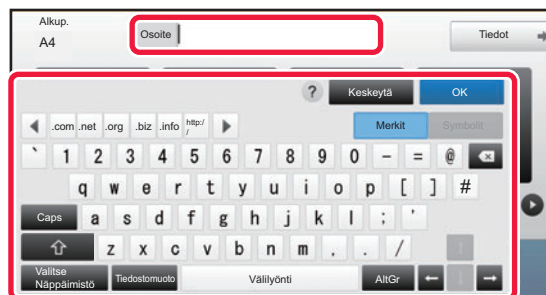 Alkup.
A4
Osoite
Tiedot
? Keskeytä OK
.com .net .org .biz .info http:/
/
Merkit Symbolit
` 1 2 3 4 5 6 7 8 9 0 - = @
q w e r t y u i o p [ ] #
Caps a s d f g h j k l ; '
z x c v b n m , . /
Valitse
Näppäimistö Tiedostomuoto Välilyönti AltGr